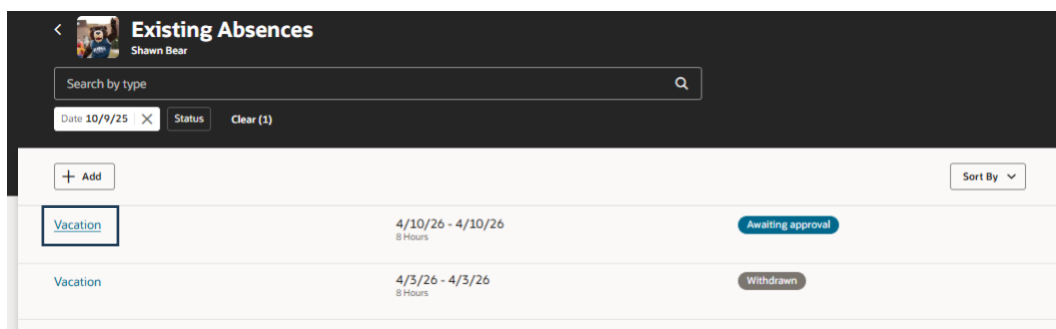 Existing Absences
Shawn Bear
Search by type
Date 10/9/25
Status
Clear (1)
+ Add
Sort By
Vacation
4/10/26 - 4/10/26
8 Hours
Awaiting approval
Vacation
4/3/26 - 4/3/26
8 Hours
Withdrawn